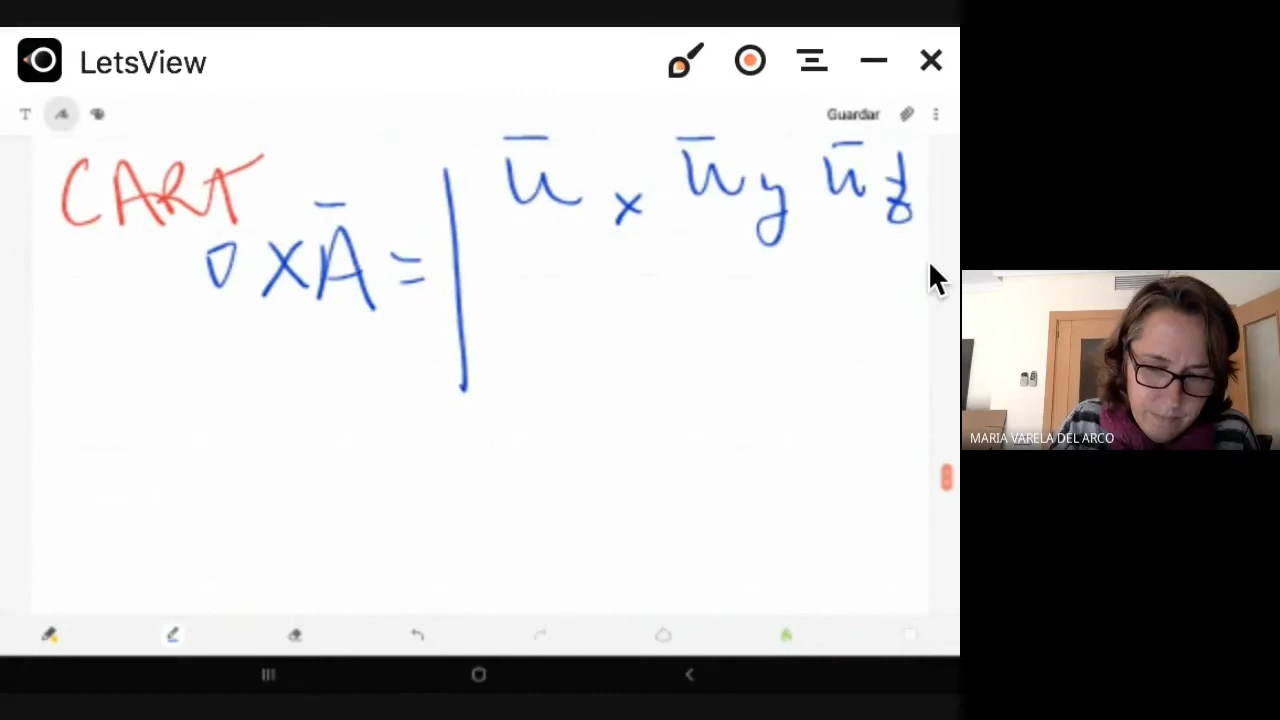 LetsView
T Guardar
CART
∇ x Ā = | ū x ū y ū z
MARIA VARELA DEL ARCO